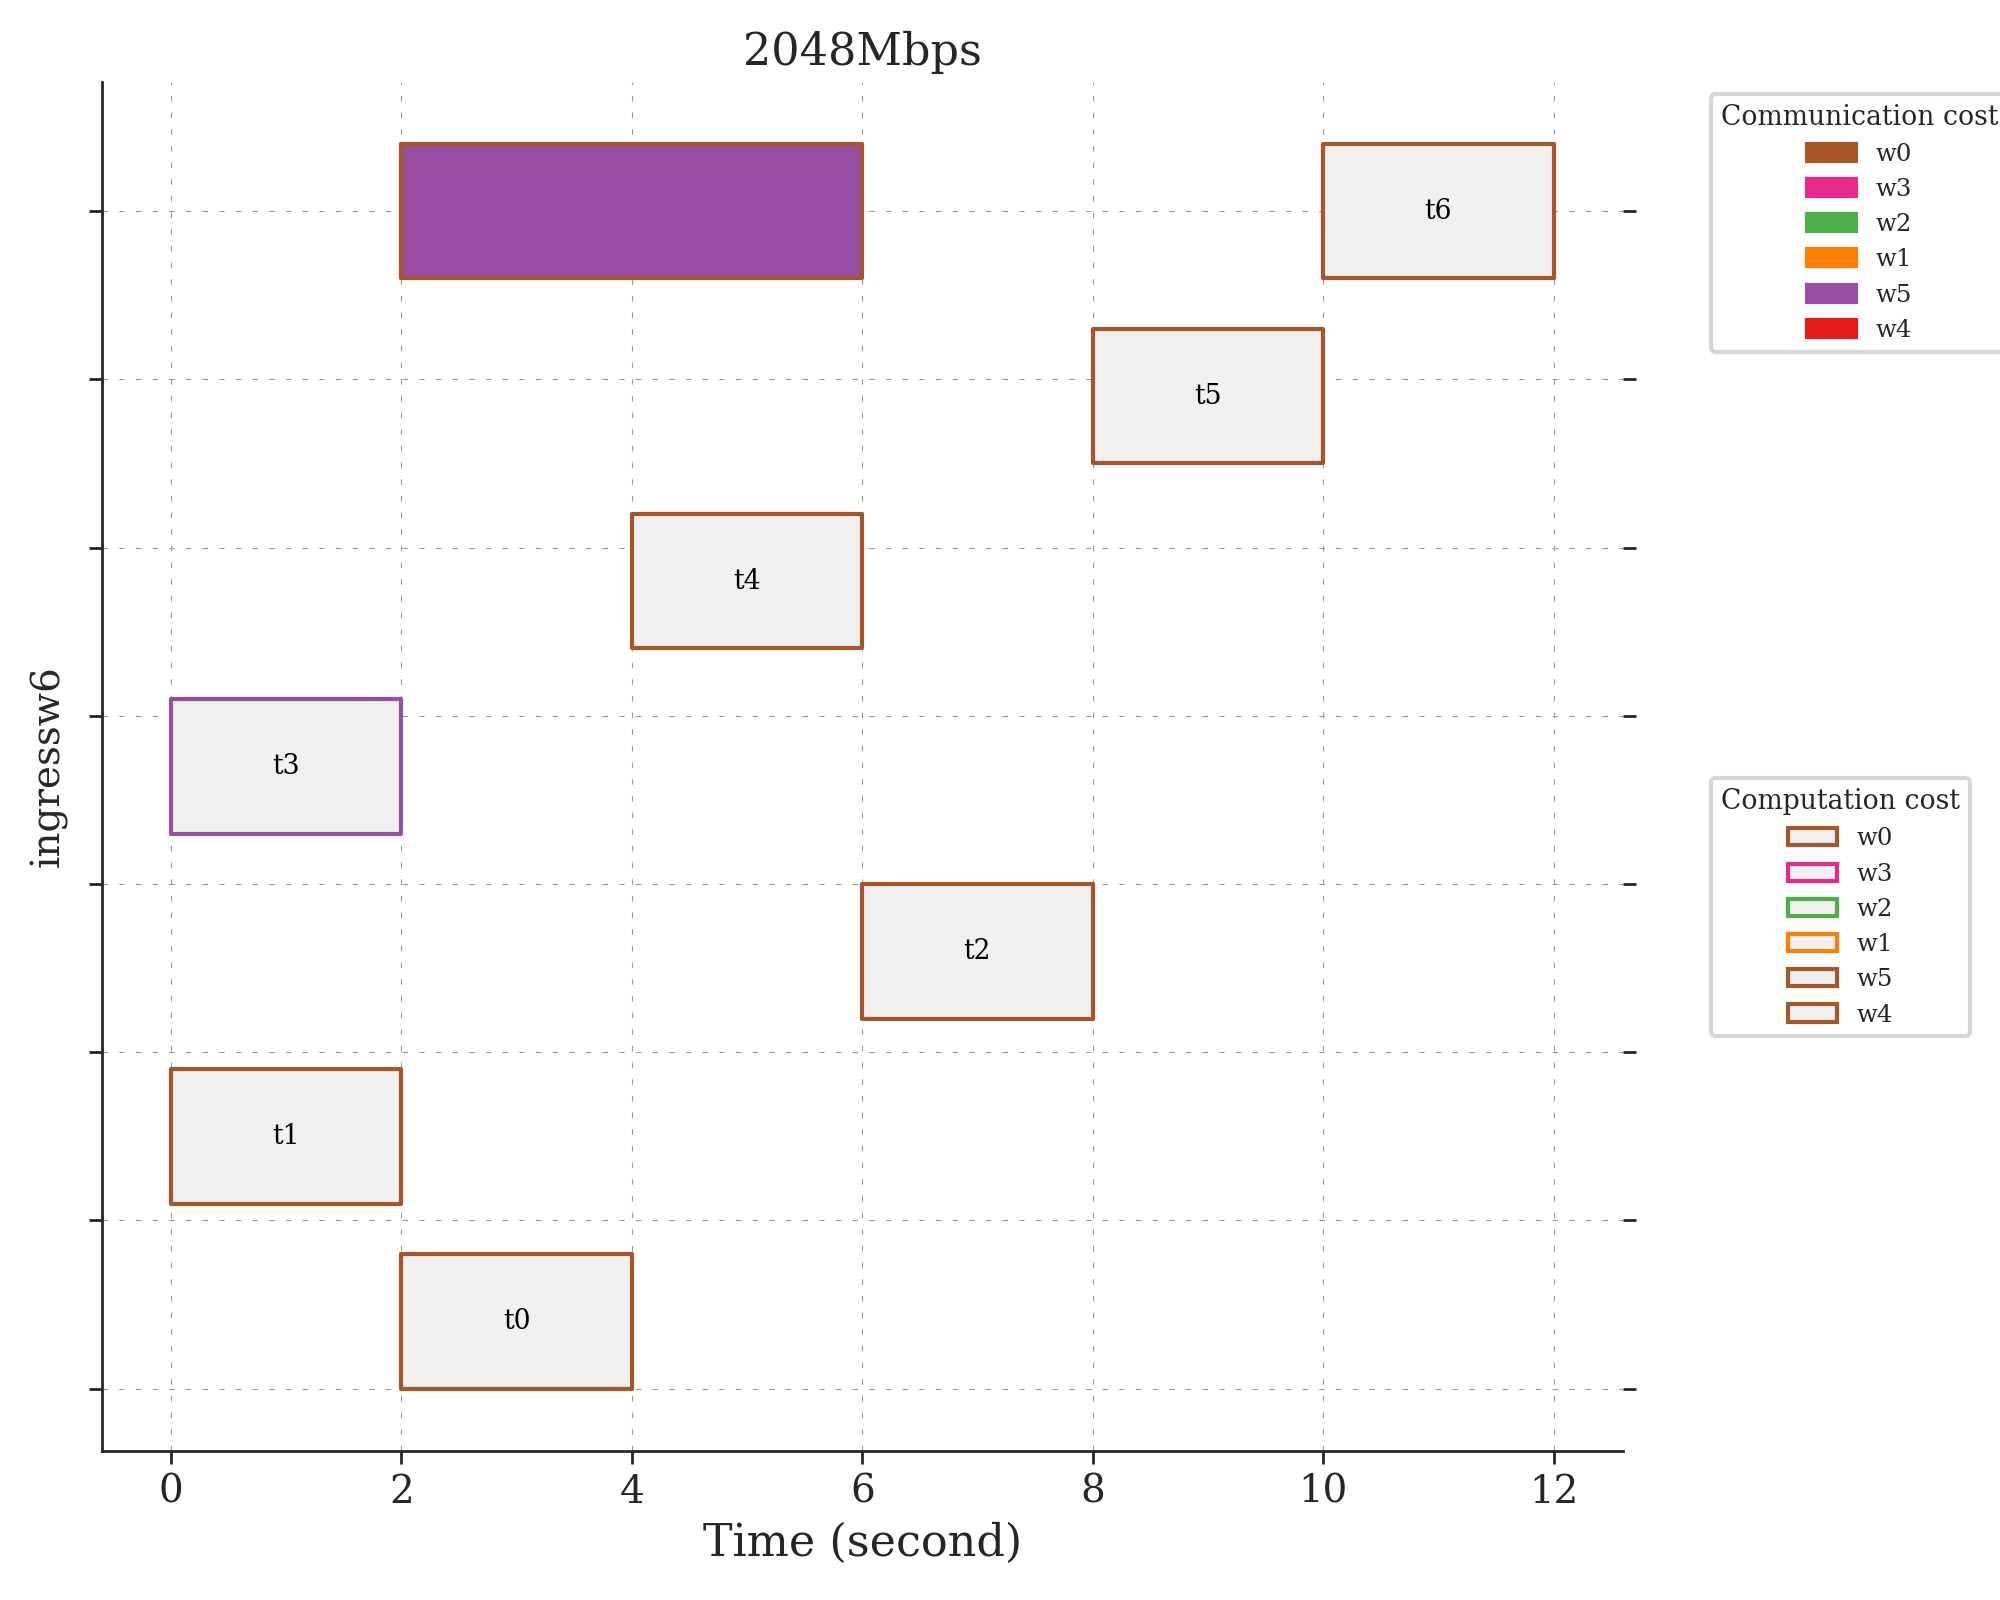 2048Mbps
Communication cost
w0
w3
w2
w1
w5
w4
t6
t5
t4
t3
t2
t1
t0
ingressw6
Computation cost
w0
w3
w2
w1
w5
w4
0 2 4 6 8 10 12
Time (second)